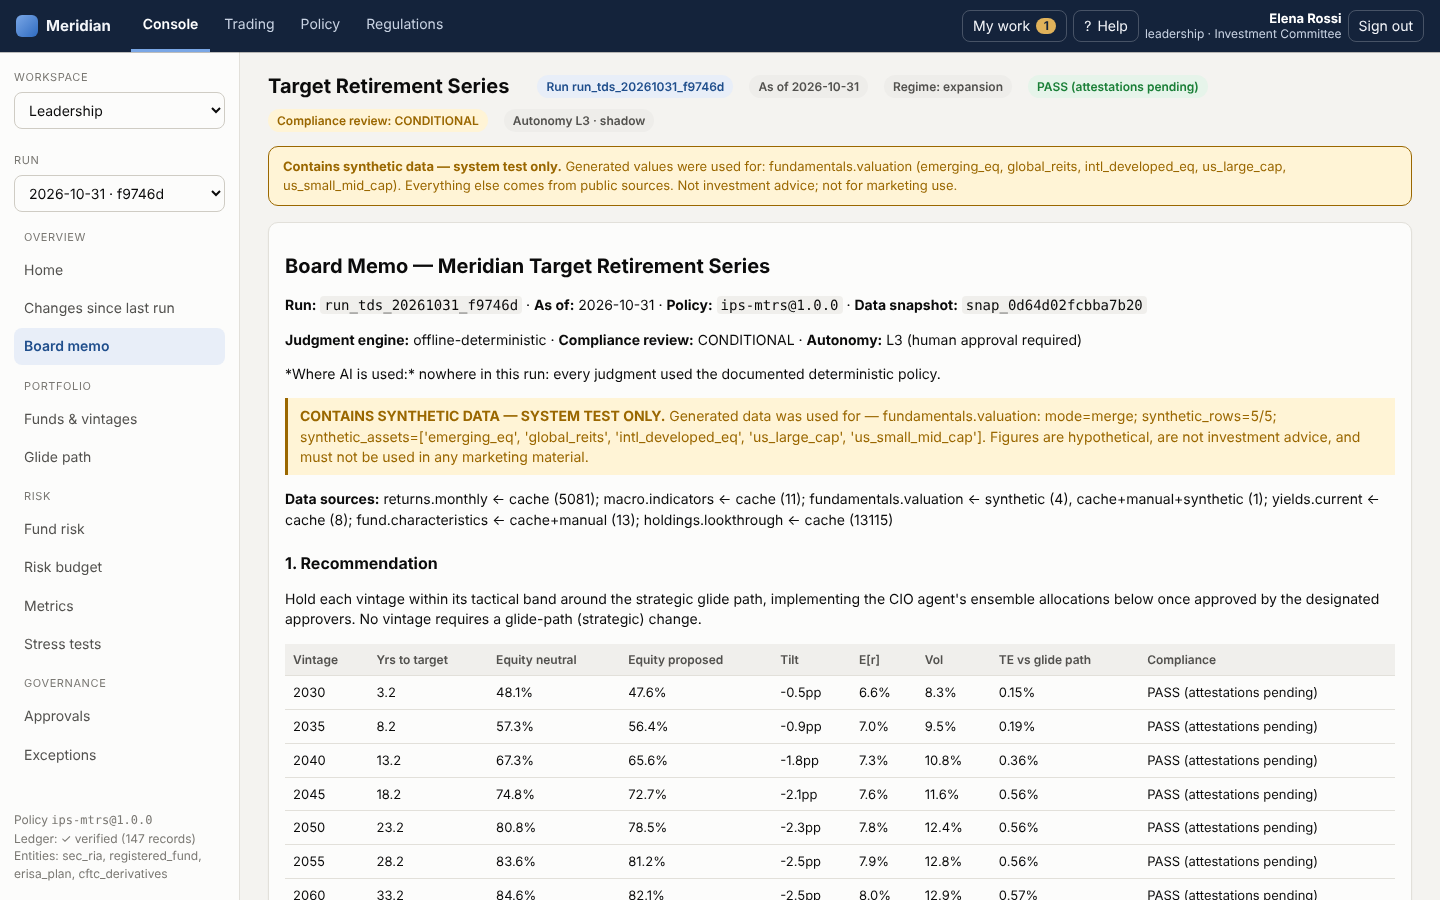 Meridian
Console
Trading
Policy
Regulations
My work 1
? Help
Elena Rossi
leadership · Investment Committee
Sign out
WORKSPACE
Leadership
RUN
2026-10-31 · f9746d
OVERVIEW
Home
Changes since last run
Board memo
PORTFOLIO
Funds & vintages
Glide path
RISK
Fund risk
Risk budget
Metrics
Stress tests
GOVERNANCE
Approvals
Exceptions
Policy ips-mtrs@1.0.0
Ledger: ✓ verified (147 records)
Entities: sec_ria, registered_fund,
erisa_plan, cftc_derivatives
Target Retirement Series
Run run_tds_20261031_f9746d
As of 2026-10-31
Regime: expansion
PASS (attestations pending)
Compliance review: CONDITIONAL
Autonomy L3 · shadow
Contains synthetic data — system test only. Generated values were used for: fundamentals.valuation (emerging_eq, global_reits, intl_developed_eq, us_large_cap,
us_small_mid_cap). Everything else comes from public sources. Not investment advice; not for marketing use.
Board Memo — Meridian Target Retirement Series
Run: run_tds_20261031_f9746d · As of: 2026-10-31 · Policy: ips-mtrs@1.0.0 · Data snapshot: snap_0d64d02fcbba7b20
Judgment engine: offline-deterministic · Compliance review: CONDITIONAL · Autonomy: L3 (human approval required)
*Where AI is used:* nowhere in this run: every judgment used the documented deterministic policy.
CONTAINS SYNTHETIC DATA — SYSTEM TEST ONLY. Generated data was used for — fundamentals.valuation: mode=merge; synthetic_rows=5/5;
synthetic_assets=['emerging_eq', 'global_reits', 'intl_developed_eq', 'us_large_cap', 'us_small_mid_cap']. Figures are hypothetical, are not investment advice, and
must not be used in any marketing material.
Data sources: returns.monthly ← cache (5081); macro.indicators ← cache (11); fundamentals.valuation ← synthetic (4), cache+manual+synthetic (1); yields.current ←
cache (8); fund.characteristics ← cache+manual (13); holdings.lookthrough ← cache (13115)
1. Recommendation
Hold each vintage within its tactical band around the strategic glide path, implementing the CIO agent's ensemble allocations below once approved by the designated
approvers. No vintage requires a glide-path (strategic) change.
Vintage Yrs to target Equity neutral Equity proposed Tilt E[r] Vol TE vs glide path Compliance
2030 3.2 48.1% 47.6% -0.5pp 6.6% 8.3% 0.15% PASS (attestations pending)
2035 8.2 57.3% 56.4% -0.9pp 7.0% 9.5% 0.19% PASS (attestations pending)
2040 13.2 67.3% 65.6% -1.8pp 7.3% 10.8% 0.36% PASS (attestations pending)
2045 18.2 74.8% 72.7% -2.1pp 7.6% 11.6% 0.56% PASS (attestations pending)
2050 23.2 80.8% 78.5% -2.3pp 7.8% 12.4% 0.56% PASS (attestations pending)
2055 28.2 83.6% 81.2% -2.5pp 7.9% 12.8% 0.56% PASS (attestations pending)
2060 33.2 84.6% 82.1% -2.5pp 8.0% 12.9% 0.57% PASS (attestations pending)